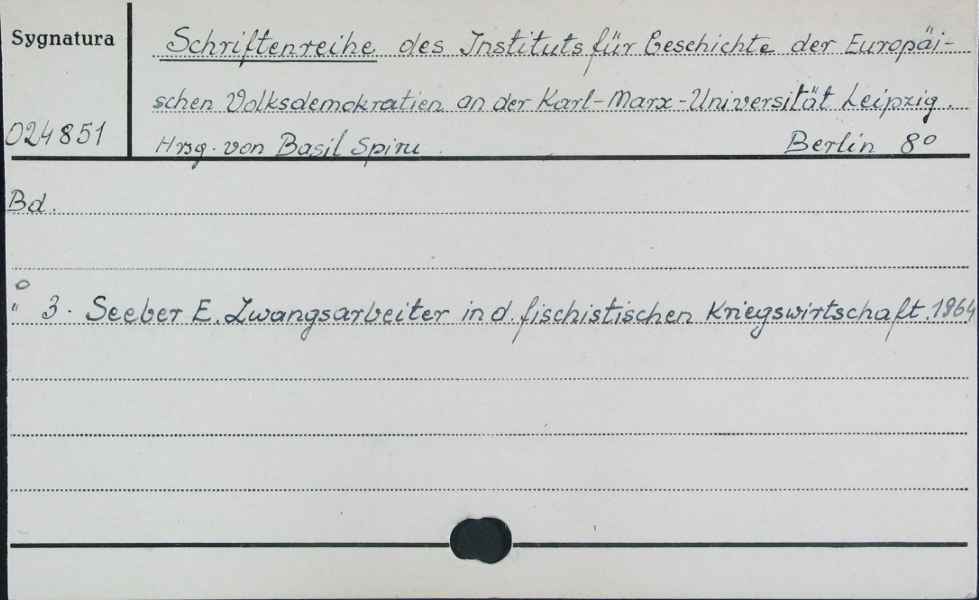 Sygnatura
Schriftenreihe des Instituts für Geschichte der Europäi-
schen Volksdemokratien an der Karl-Marx-Universität Leipzig.
024851
Hrsg. von Basil Spiru. Berlin 8°
Bd.
" 3. Seeber E. Zwangsarbeiter in d. fischistischen Kriegswirtschaft. 1964